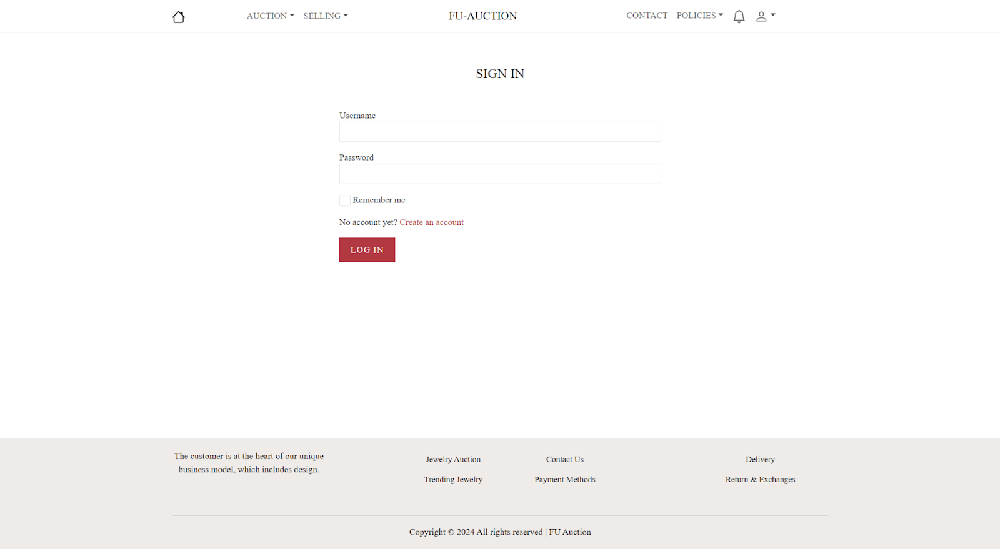 AUCTION SELLING FU-AUCTION CONTACT POLICIES
SIGN IN
Username
Password
Remember me
No account yet? Create an account
LOG IN
The customer is at the heart of our unique
business model, which includes design.
Jewelry Auction
Trending Jewelry
Contact Us
Payment Methods
Delivery
Return & Exchanges
Copyright © 2024 All rights reserved | FU Auction